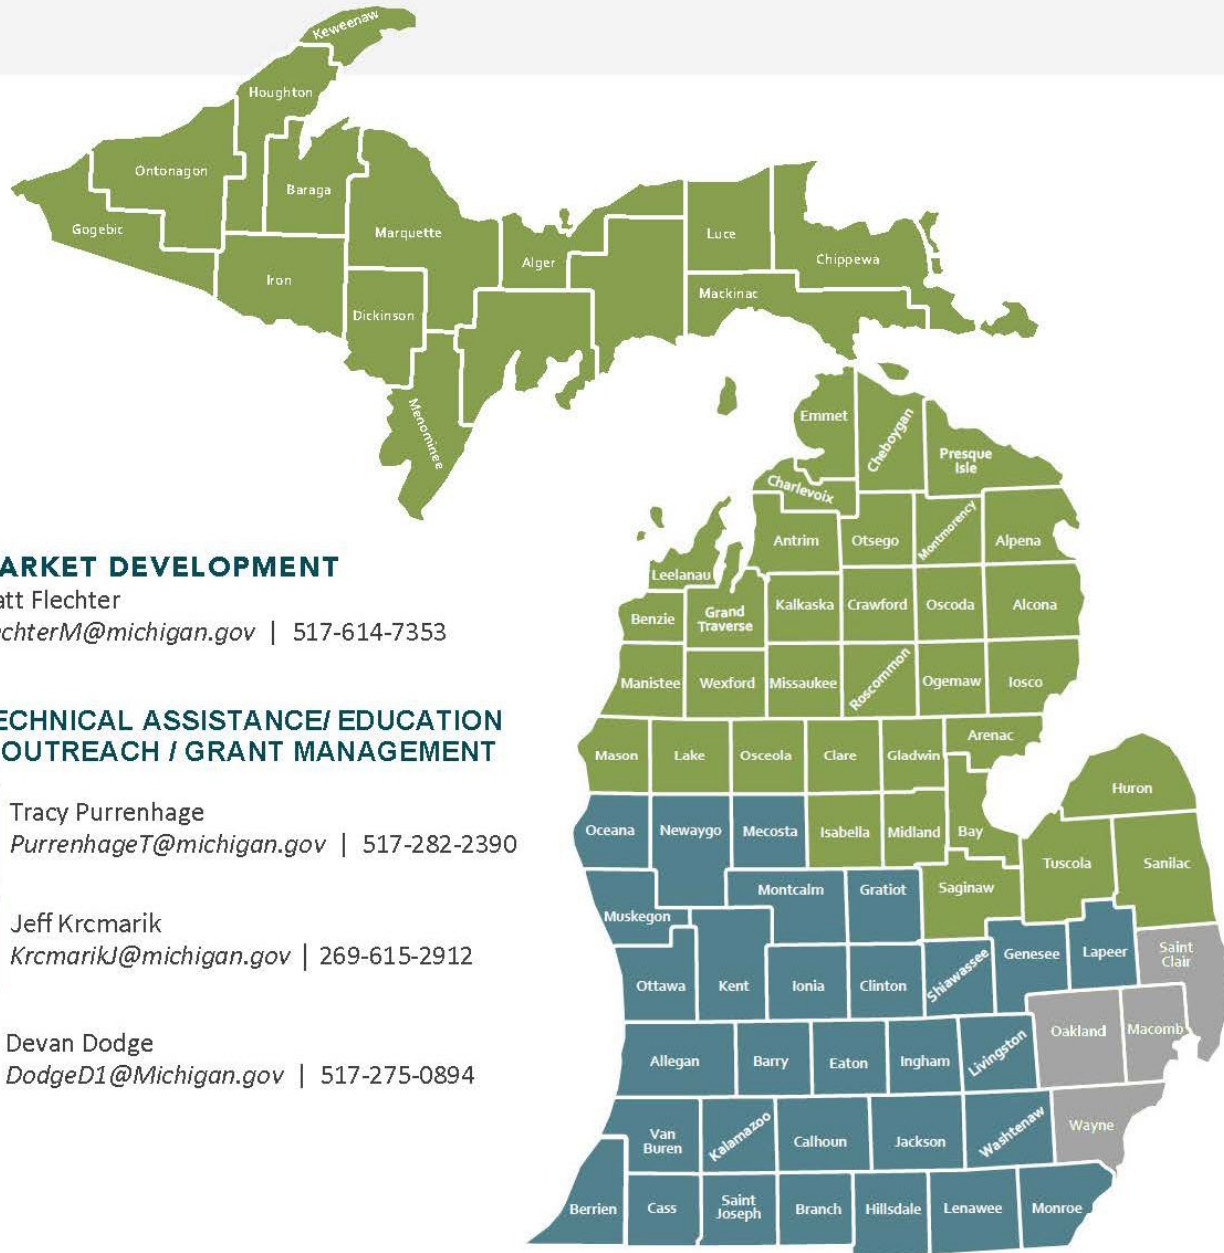 Keweenaw
Houghton
Ontonagon
Baraga
Gogebic
Marquette
Luce
Alger
Chippewa
Iron
Mackinac
Dickinson
Menominee
Emmet
Cheboygan
Presque
Isle
Charlevoix
Antrim
Otsego
Montmorency
Alpena
Leelanau
Benzie
Grand
Traverse
Kalkaska
Crawford
Oscoda
Alcona
Manistee
Wexford
Missaukee
Roscommon
Ogemaw
Iosco
Mason
Lake
Osceola
Clare
Gladwin
Arenac
Huron
Oceana
Newaygo
Mecosta
Isabella
Midland
Bay
Tuscola
Sanilac
Muskegon
Montcalm
Gratiot
Saginaw
Ottawa
Kent
Ionia
Clinton
Shiawassee
Genesee
Lapeer
Saint
Clair
Allegan
Barry
Eaton
Ingham
Livingston
Oakland
Macomb
Van
Buren
Kalamazoo
Calhoun
Jackson
Washtenaw
Wayne
Berrien
Cass
Saint
Joseph
Branch
Hillsdale
Lenawee
Monroe
ARKET DEVELOPMENT
att Flechter
echterM@michigan.gov | 517-614-7353
ECHNICAL ASSISTANCE/ EDUCATION
OUTREACH / GRANT MANAGEMENT
Tracy Purrenhage
PurrenhageT@michigan.gov | 517-282-2390
Jeff Krcmarik
KrcmarikJ@michigan.gov | 269-615-2912
Devan Dodge
DodgeD1@Michigan.gov | 517-275-0894